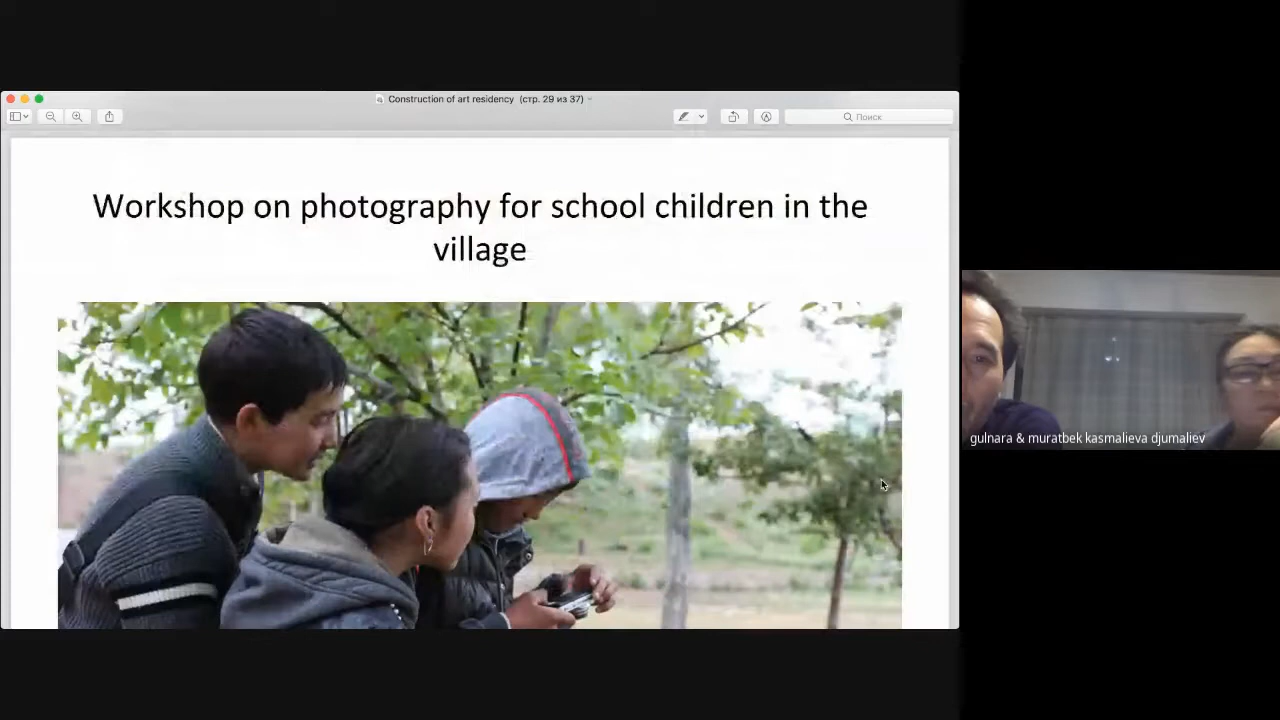 Construction of art residency (стр. 29 из 37)
Поиск
Workshop on photography for school children in the
village
gulnara & muratbek kasmalieva djumaliev